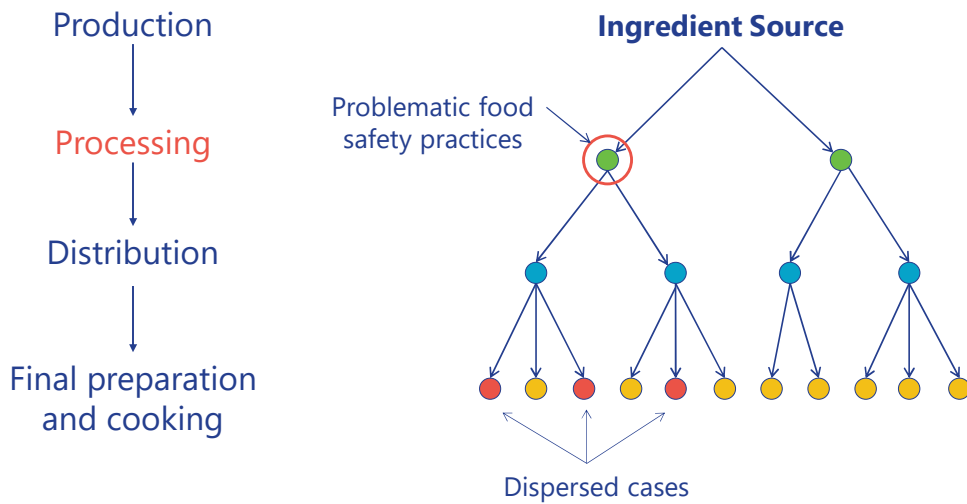 Production
Ingredient Source
Problematic food
safety practices
Processing
Distribution
Final preparation
and cooking
Dispersed cases